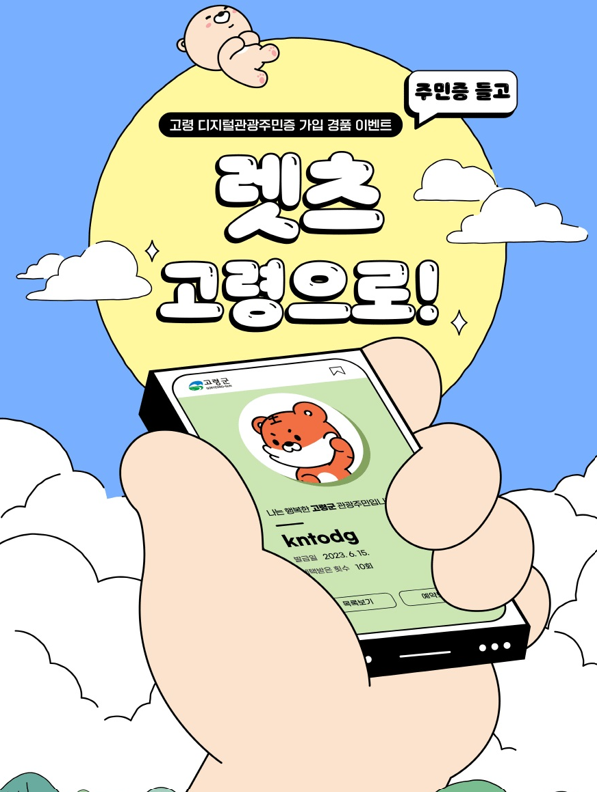 주민증 들고
고령 디지털관광주민증 가입 경품 이벤트
렛츠
고령으로!
고령군
나는 행복한 고령군 관광주민입니
kntodg
발급일 2023. 6. 15.
받은 횟수 10회
목록보기
예약